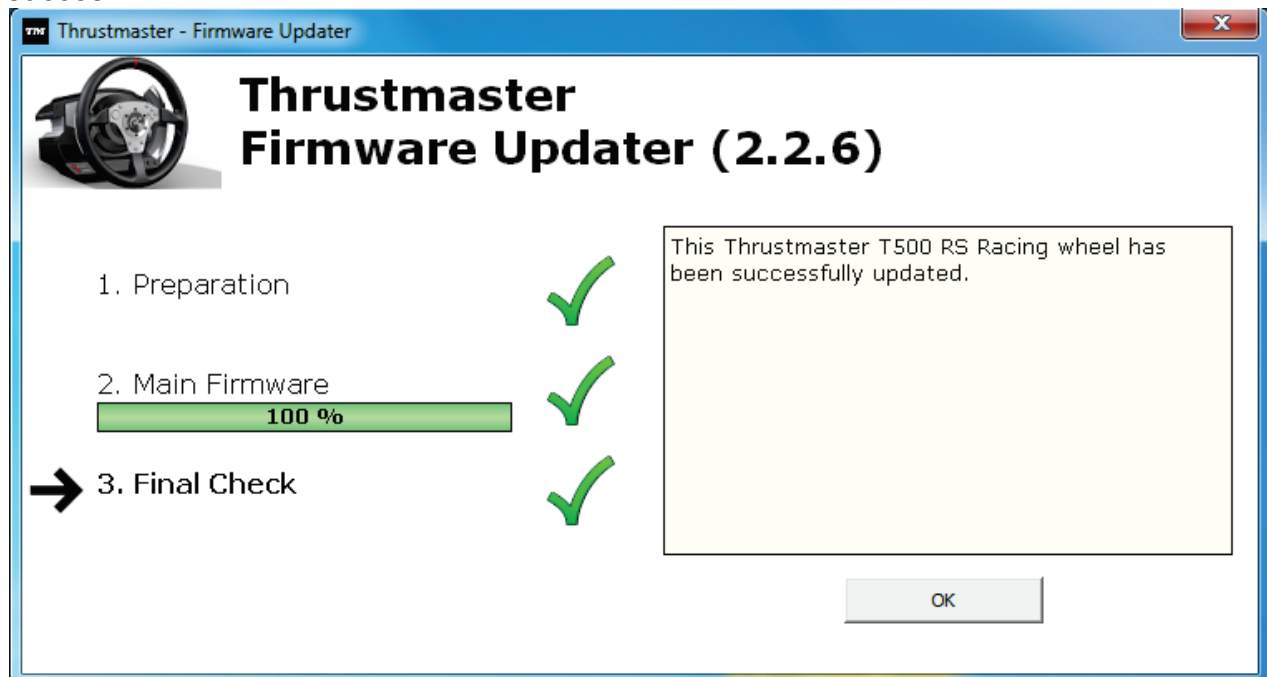 Thrustmaster - Firmware Updater
Thrustmaster
Firmware Updater (2.2.6)
1. Preparation
2. Main Firmware
100 %
3. Final Check
This Thrustmaster T500 RS Racing wheel has
been successfully updated.
OK